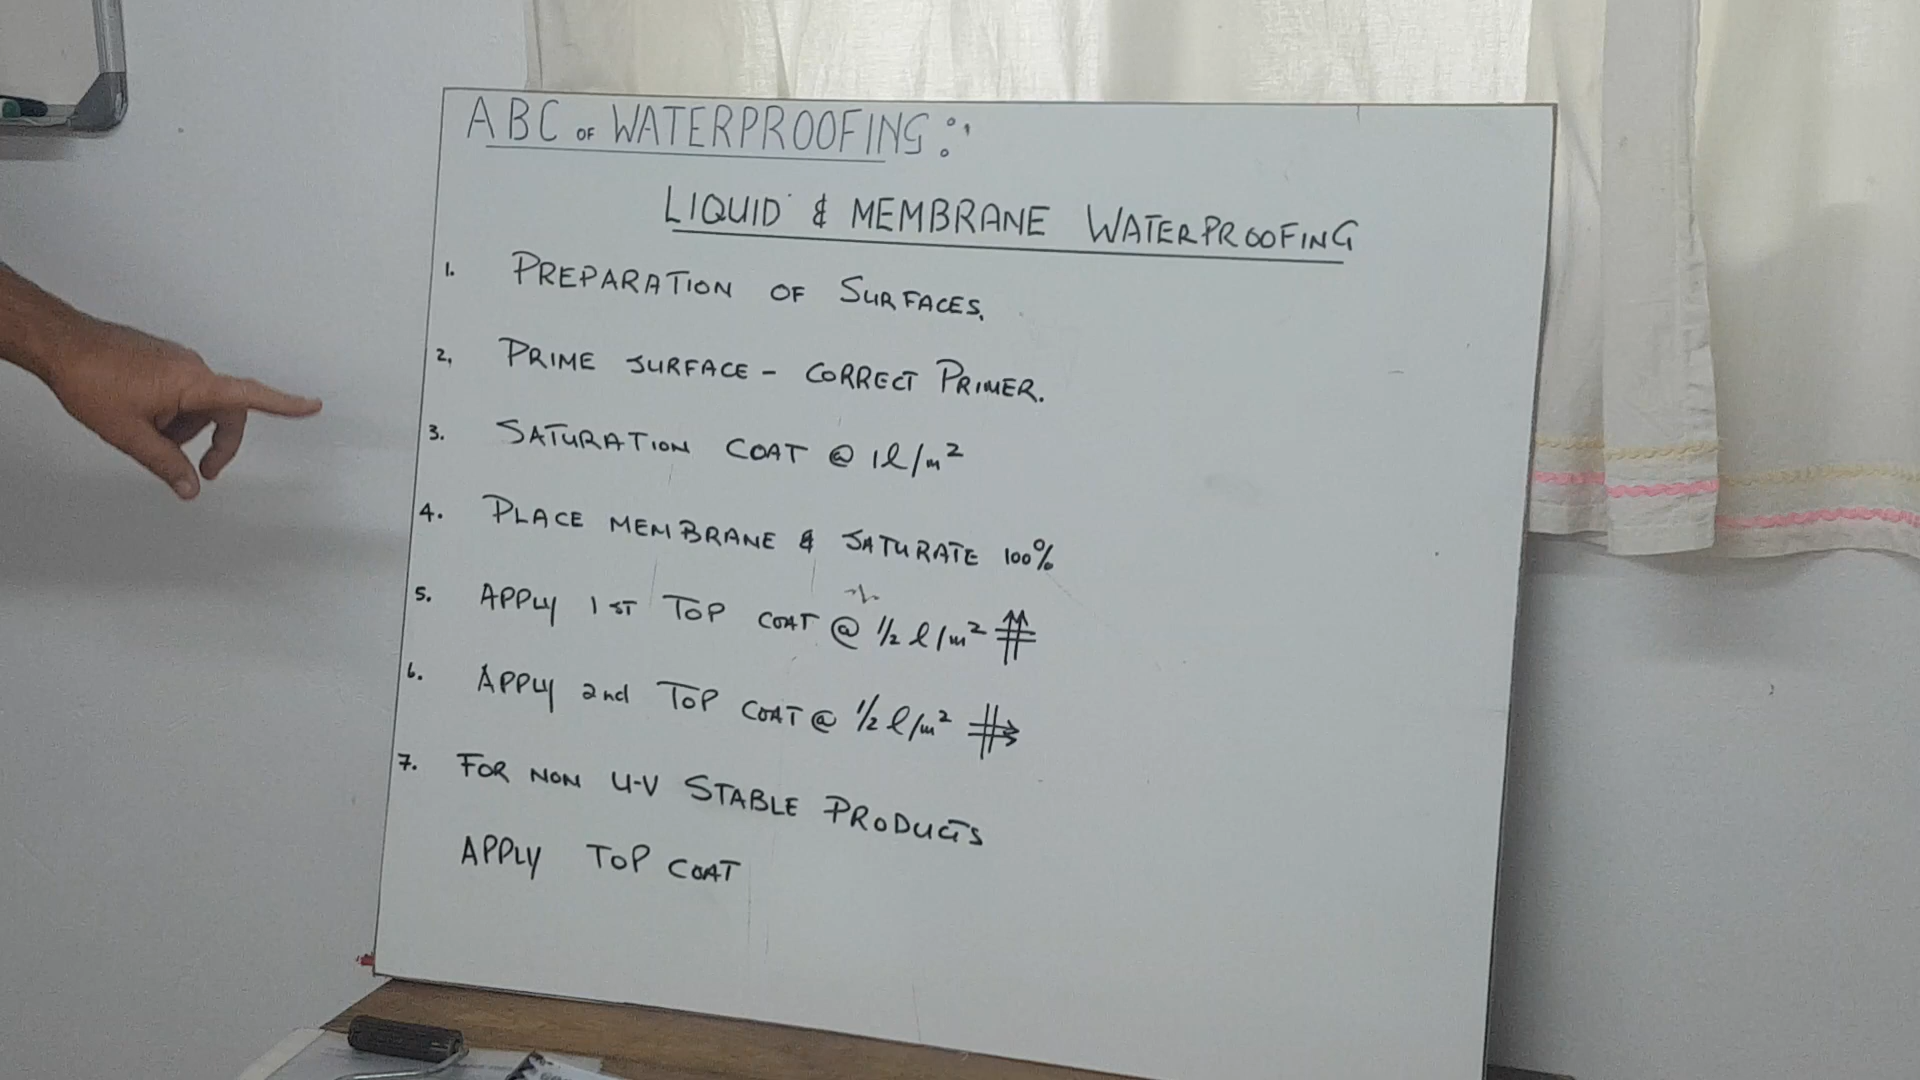 ABC OF WATERPROOFING:
LIQUID & MEMBRANE WATERPROOFING
1. PREPARATION OF SURFACES.
2, PRIME SURFACE - CORRECT PRIMER.
3. SATURATION COAT @ 1l/m²
4. PLACE MEMBRANE & SATURATE 100%
5. APPLY 1ST TOP COAT @ 1/2 l/m²
6. APPLY 2nd TOP COAT @ 1/2 l/m²
7. FOR NON U-V STABLE PRODUCTS
APPLY TOP COAT